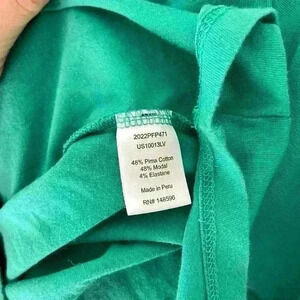 2022PFP471
US10013LV
48% Pima Cotton
48% Modal
4% Elastane
Made in Peru
RN# 148596